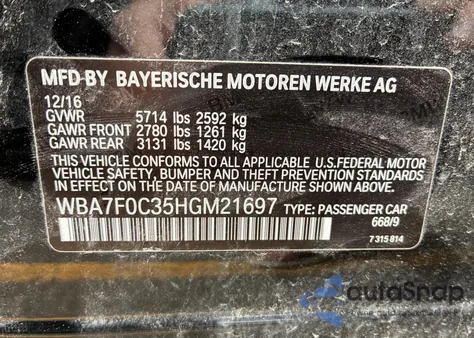 MFD BY BAYERISCHE MOTOREN WERKE AG
12/16
GVWR 5714 lbs 2592 kg
GAWR FRONT 2780 lbs 1261 kg
GAWR REAR 3131 lbs 1420 kg
THIS VEHICLE CONFORMS TO ALL APPLICABLE U.S.FEDERAL MOTOR
VEHICLE SAFETY, BUMPER AND THEFT PREVENTION STANDARDS
IN EFFECT ON THE DATE OF MANUFACTURE SHOWN ABOVE.
WBA7F0C35HGM21697 TYPE: PASSENGER CAR
668/9
7 315 814
autoSnap